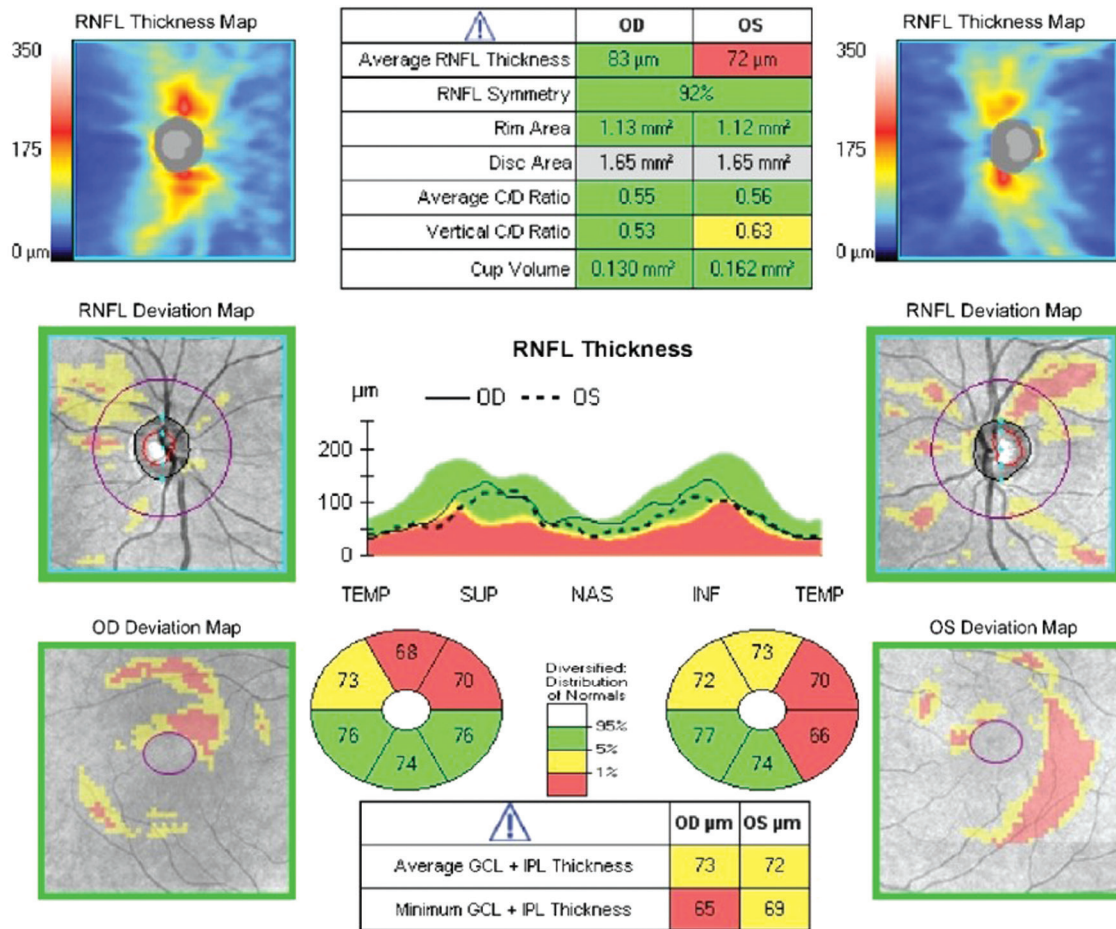 RNFL Thickness Map
350
175
0 µm
OD OS
Average RNFL Thickness 83 µm 72 µm
RNFL Symmetry 92%
Rim Area 1.13 mm² 1.12 mm²
Disc Area 1.65 mm² 1.65 mm²
Average C/D Ratio 0.55 0.56
Vertical C/D Ratio 0.53 0.63
Cup Volume 0.130 mm³ 0.162 mm³
RNFL Thickness Map
350
175
0 µm
RNFL Deviation Map
RNFL Thickness
µm OD OS
200
100
0
TEMP SUP NAS INF TEMP
RNFL Deviation Map
OD Deviation Map
68
73 70
76 76
74
Diversified:
Distribution
of Normals
95%
5%
1%
73
72 70
77 66
74
OS Deviation Map
OD µm OS µm
Average GCL + IPL Thickness 73 72
Minimum GCL + IPL Thickness 65 69